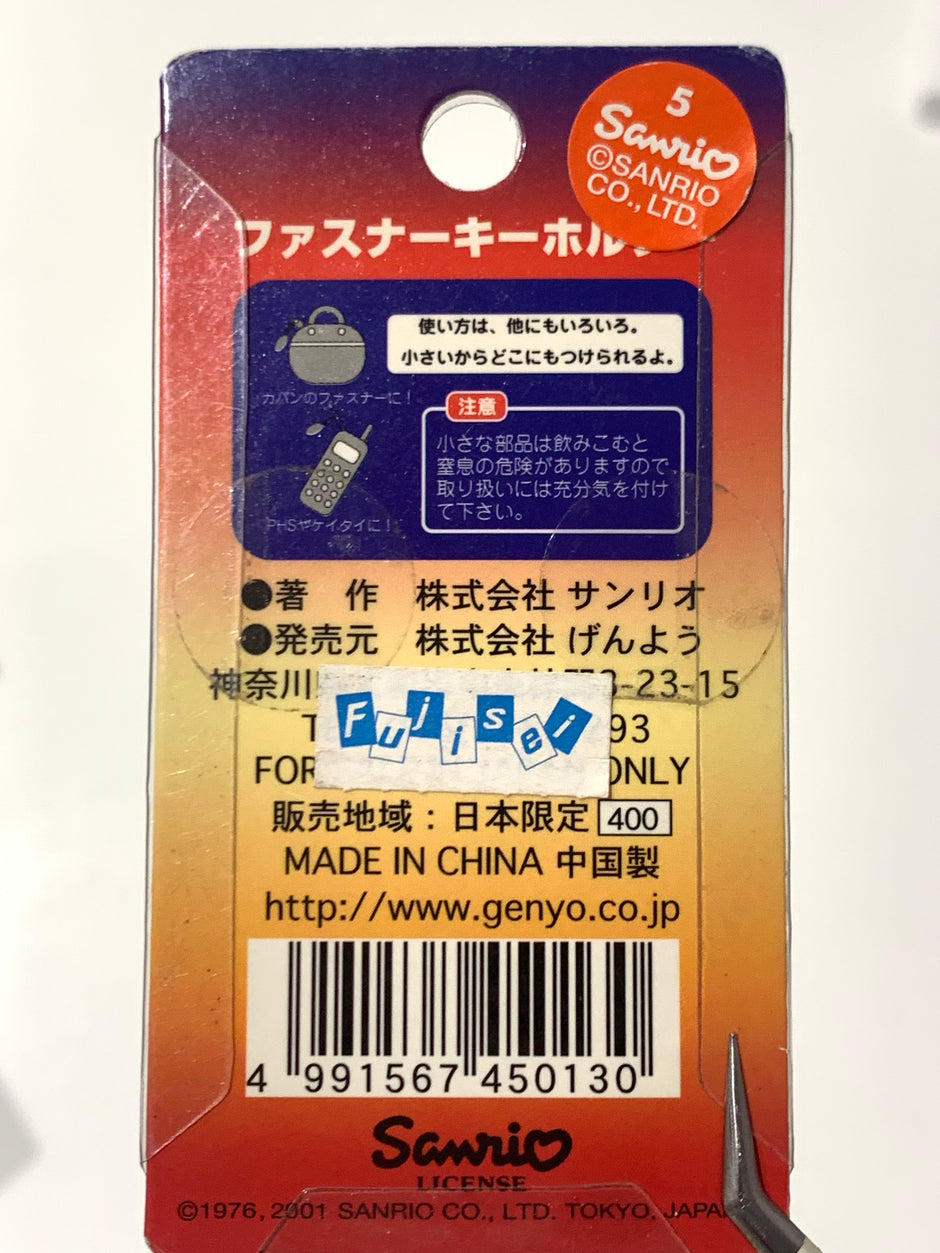 5
Sanrio
©SANRIO
CO., LTD.
ファスナーキーホル
使い方は、他にもいろいろ。
小さいからどこにもつけられるよ。
カバンのファスナーに!
注意
小さな部品は飲みこむと
窒息の危険がありますので
取り扱いには充分気を付け
て下さい。
PHSやケイタイに!
●著 作 株式会社 サンリオ
●発売元 株式会社 げんよう
神奈川 3-23-15
Fujisei
93
FOR ONLY
販売地域:日本限定 400
MADE IN CHINA 中国製
http://www.genyo.co.jp
4 991567 450130
Sanrio
LICENSE
©1976, 2001 SANRIO CO., LTD. TOKYO. JAPA